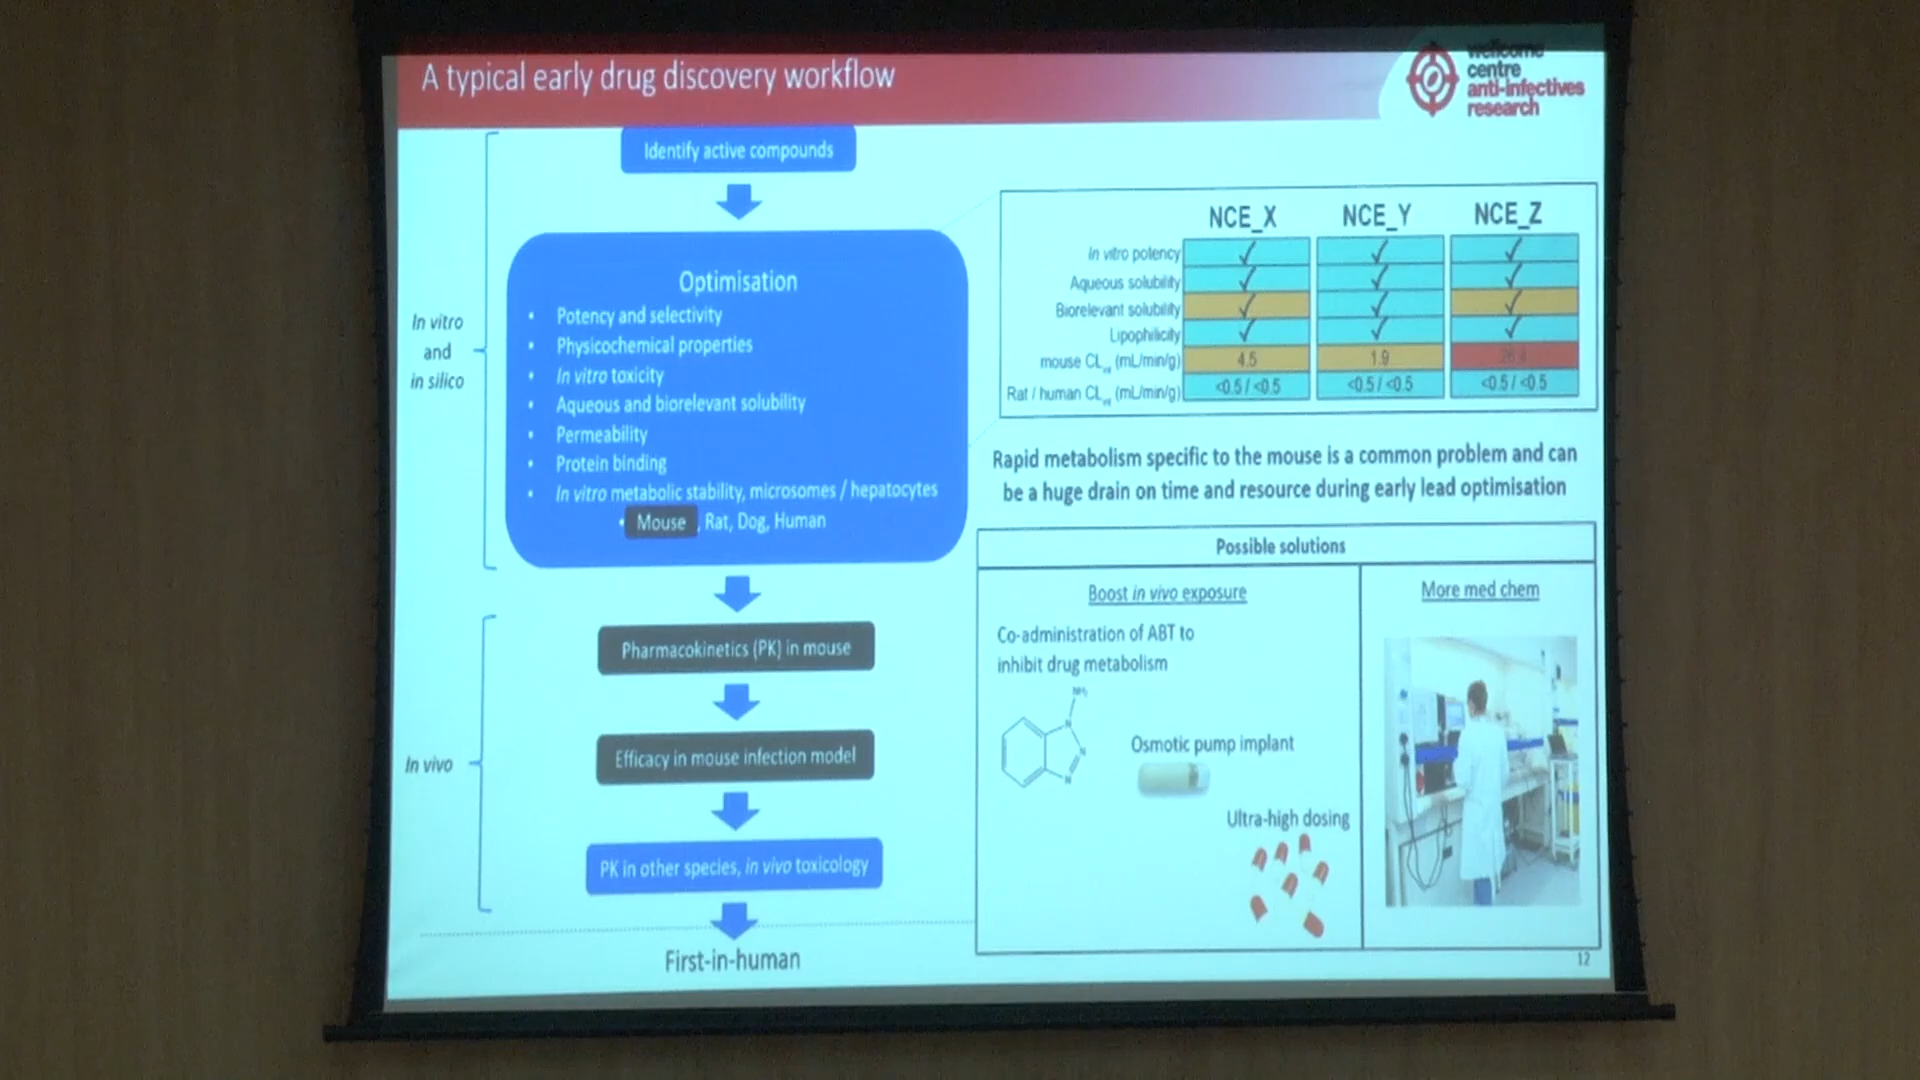 A typical early drug discovery workflow
wellcome
centre
anti-infectives
research
Identify active compounds
Optimisation
• Potency and selectivity
• Physicochemical properties
• In vitro toxicity
• Aqueous and biorelevant solubility
• Permeability
• Protein binding
• In vitro metabolic stability, microsomes / hepatocytes
• Mouse, Rat, Dog, Human
In vitro
and
in silico
Pharmacokinetics (PK) in mouse
Efficacy in mouse infection model
PK in other species, in vivo toxicology
In vivo
First-in-human
NCE_X NCE_Y NCE_Z
In vitro potency ✓ ✓ ✓
Aqueous solubility ✓ ✓ ✓
Biorelevant solubility ✓ ✓ ✓
Lipophilicity ✓ ✓ ✓
mouse CL (mL/min/g) 4.5 1.9
Rat / human CL (mL/min/g) <0.5 / <0.5 <0.5 / <0.5 <0.5 / <0.5
Rapid metabolism specific to the mouse is a common problem and can
be a huge drain on time and resource during early lead optimisation
Possible solutions
Boost in vivo exposure
Co-administration of ABT to
inhibit drug metabolism
NH₂
N
N
N
Osmotic pump implant
Ultra-high dosing
More med chem
12